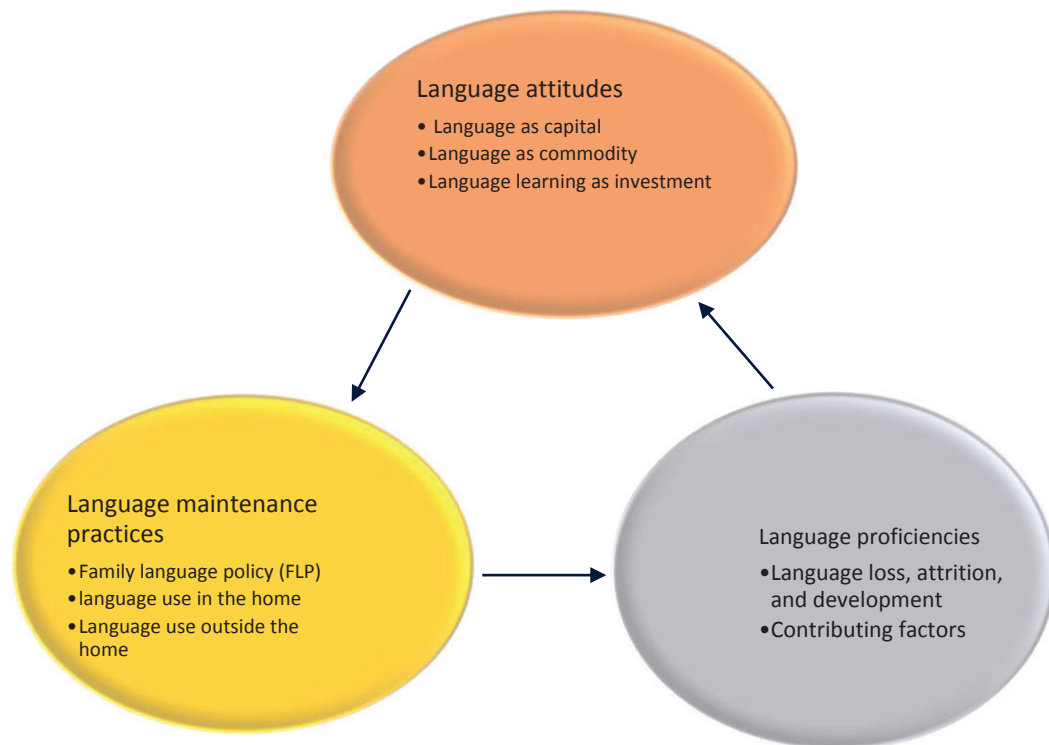 Language attitudes
• Language as capital
•Language as commodity
•Language learning as investment
Language maintenance
practices
•Family language policy (FLP)
•language use in the home
•Language use outside the
home
Language proficiencies
•Language loss, attrition,
and development
•Contributing factors